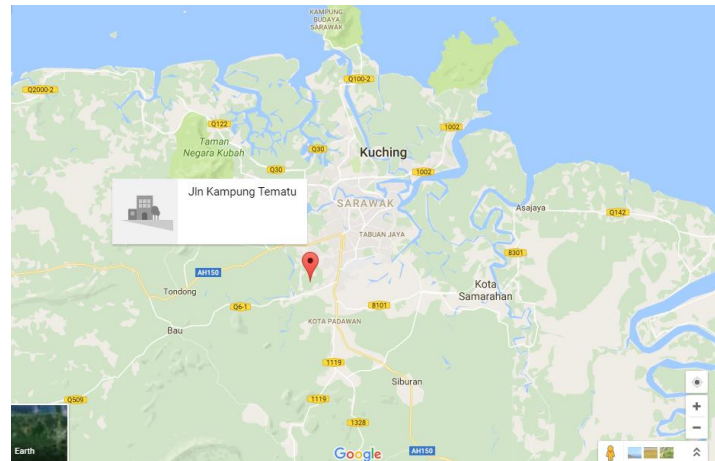 KAMPUNG
BUDAYA
SARAWAK
Q2000-2
Q100-2
Q122
1002
Taman
Negara Kubah
Q30
Kuching
Q30
1002
Jln Kampung Tematu
SARAWAK
Asajaya
Q142
TABUAN JAYA
8301
AH150
Tondong
Kota
Samarahan
Q6-1
8101
Bau
KOTA PADAWAN
1119
Siburan
Q509
1119
1328
Earth
Google
AH150